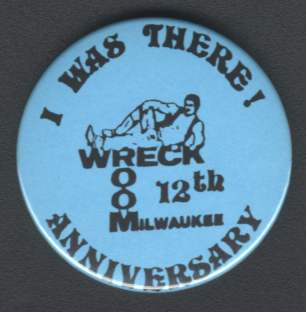 I WAS THERE!
WRECK
ROOM
12th
MILWAUKEE
ANNIVERSARY